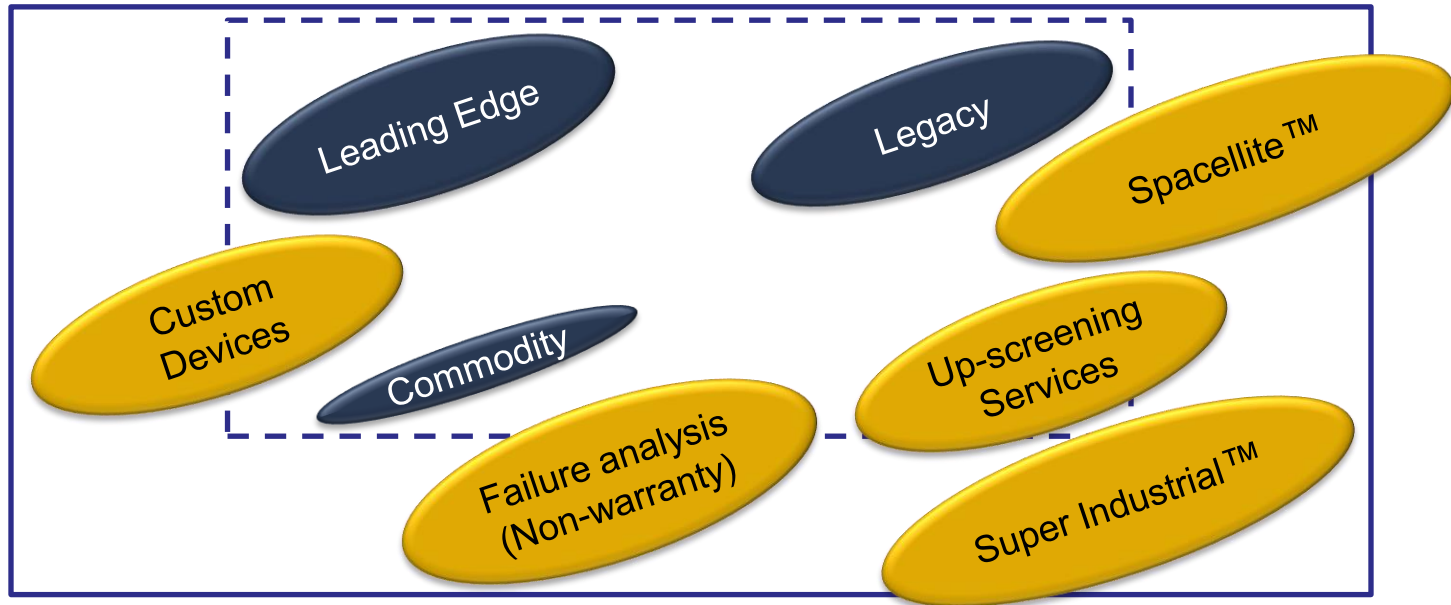 Leading Edge
Legacy
Spacellite™
Custom
Devices
Commodity
Up-screening
Services
Failure analysis
(Non-warranty)
Super Industrial™